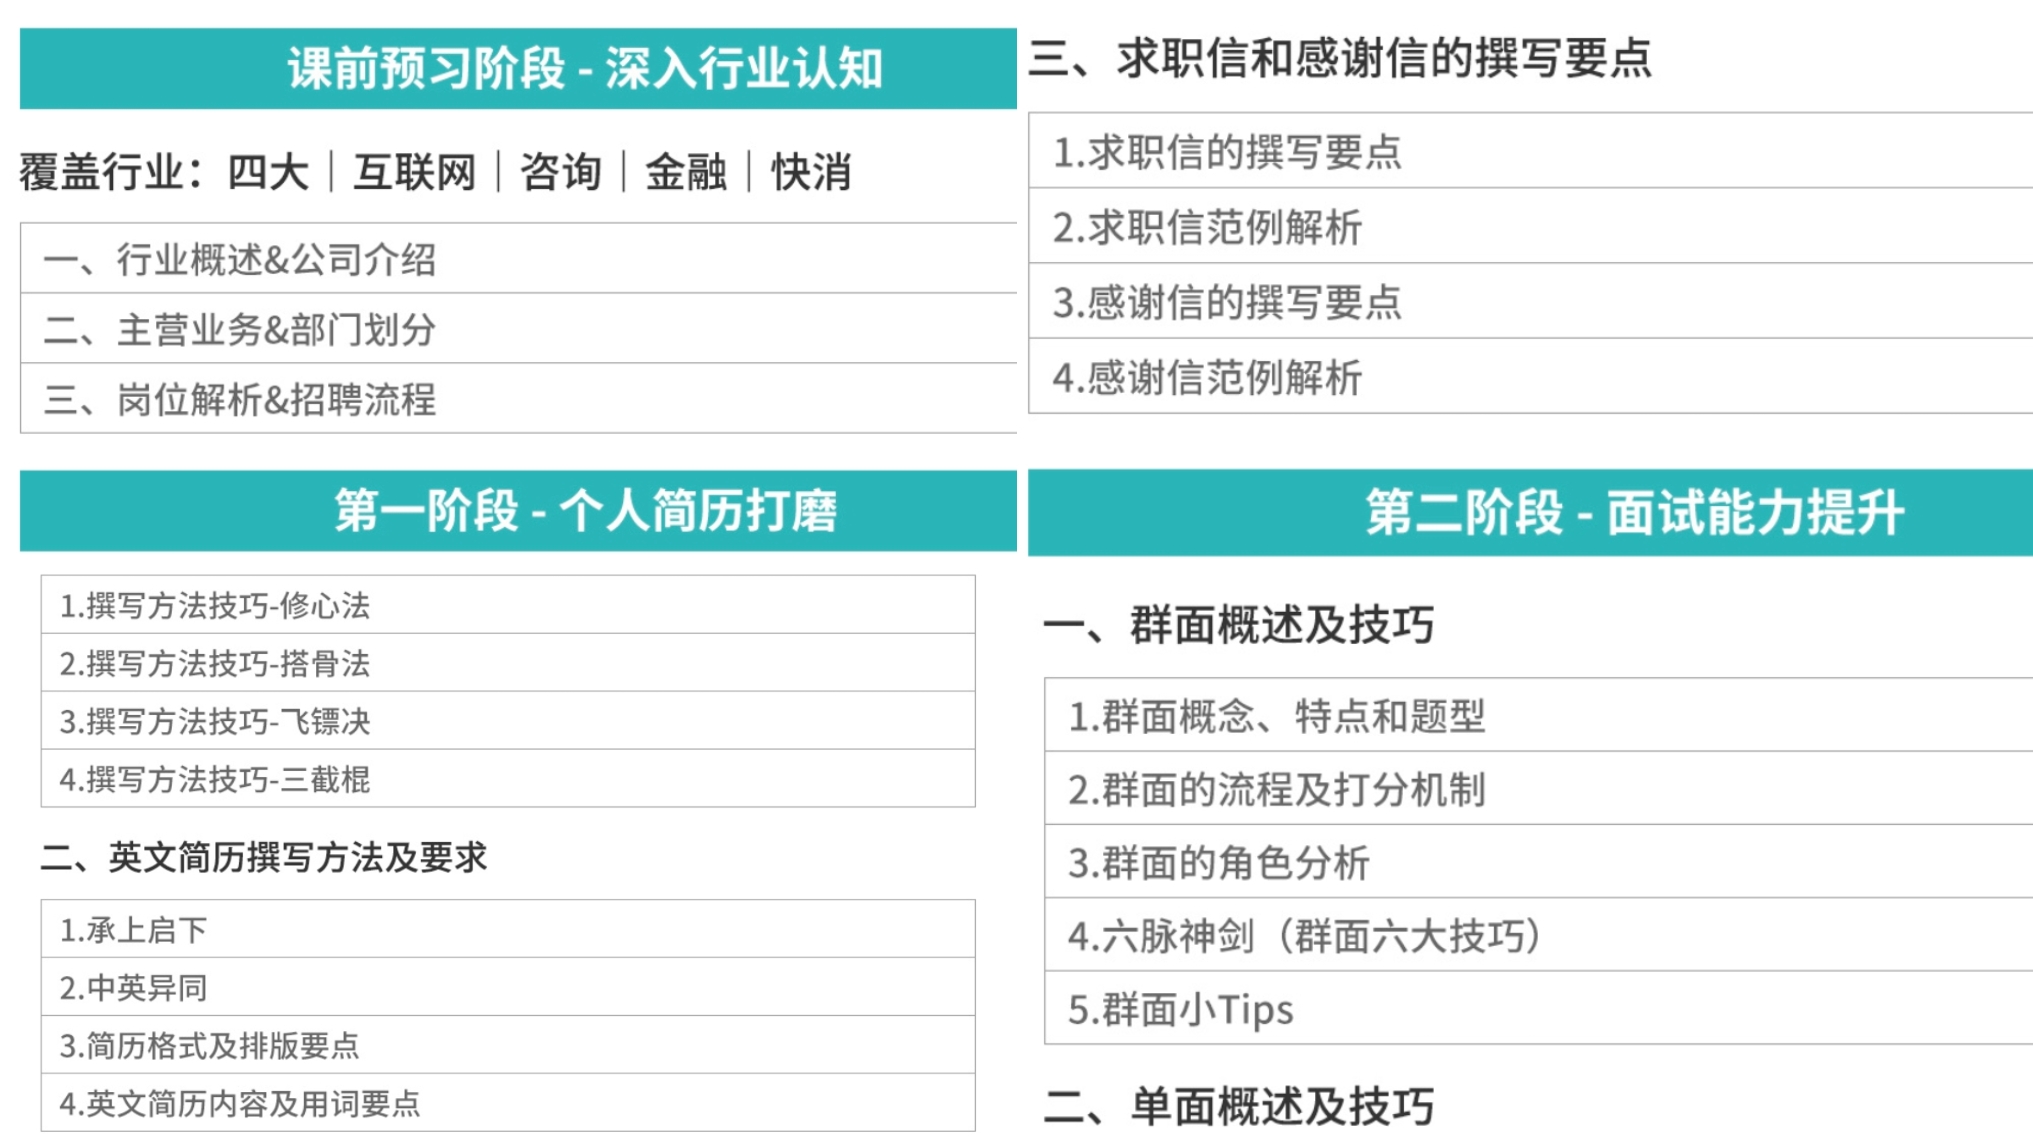 课前预习阶段 - 深入行业认知
覆盖行业：四大｜互联网｜咨询｜金融｜快消
一、行业概述&公司介绍
二、主营业务&部门划分
三、岗位解析&招聘流程
第一阶段 - 个人简历打磨
1.撰写方法技巧-修心法
2.撰写方法技巧-搭骨法
3.撰写方法技巧-飞镖决
4.撰写方法技巧-三截棍
二、英文简历撰写方法及要求
1.承上启下
2.中英异同
3.简历格式及排版要点
4.英文简历内容及用词要点
三、求职信和感谢信的撰写要点
1.求职信的撰写要点
2.求职信范例解析
3.感谢信的撰写要点
4.感谢信范例解析
第二阶段 - 面试能力提升
一、群面概述及技巧
1.群面概念、特点和题型
2.群面的流程及打分机制
3.群面的角色分析
4.六脉神剑（群面六大技巧）
5.群面小Tips
二、单面概述及技巧